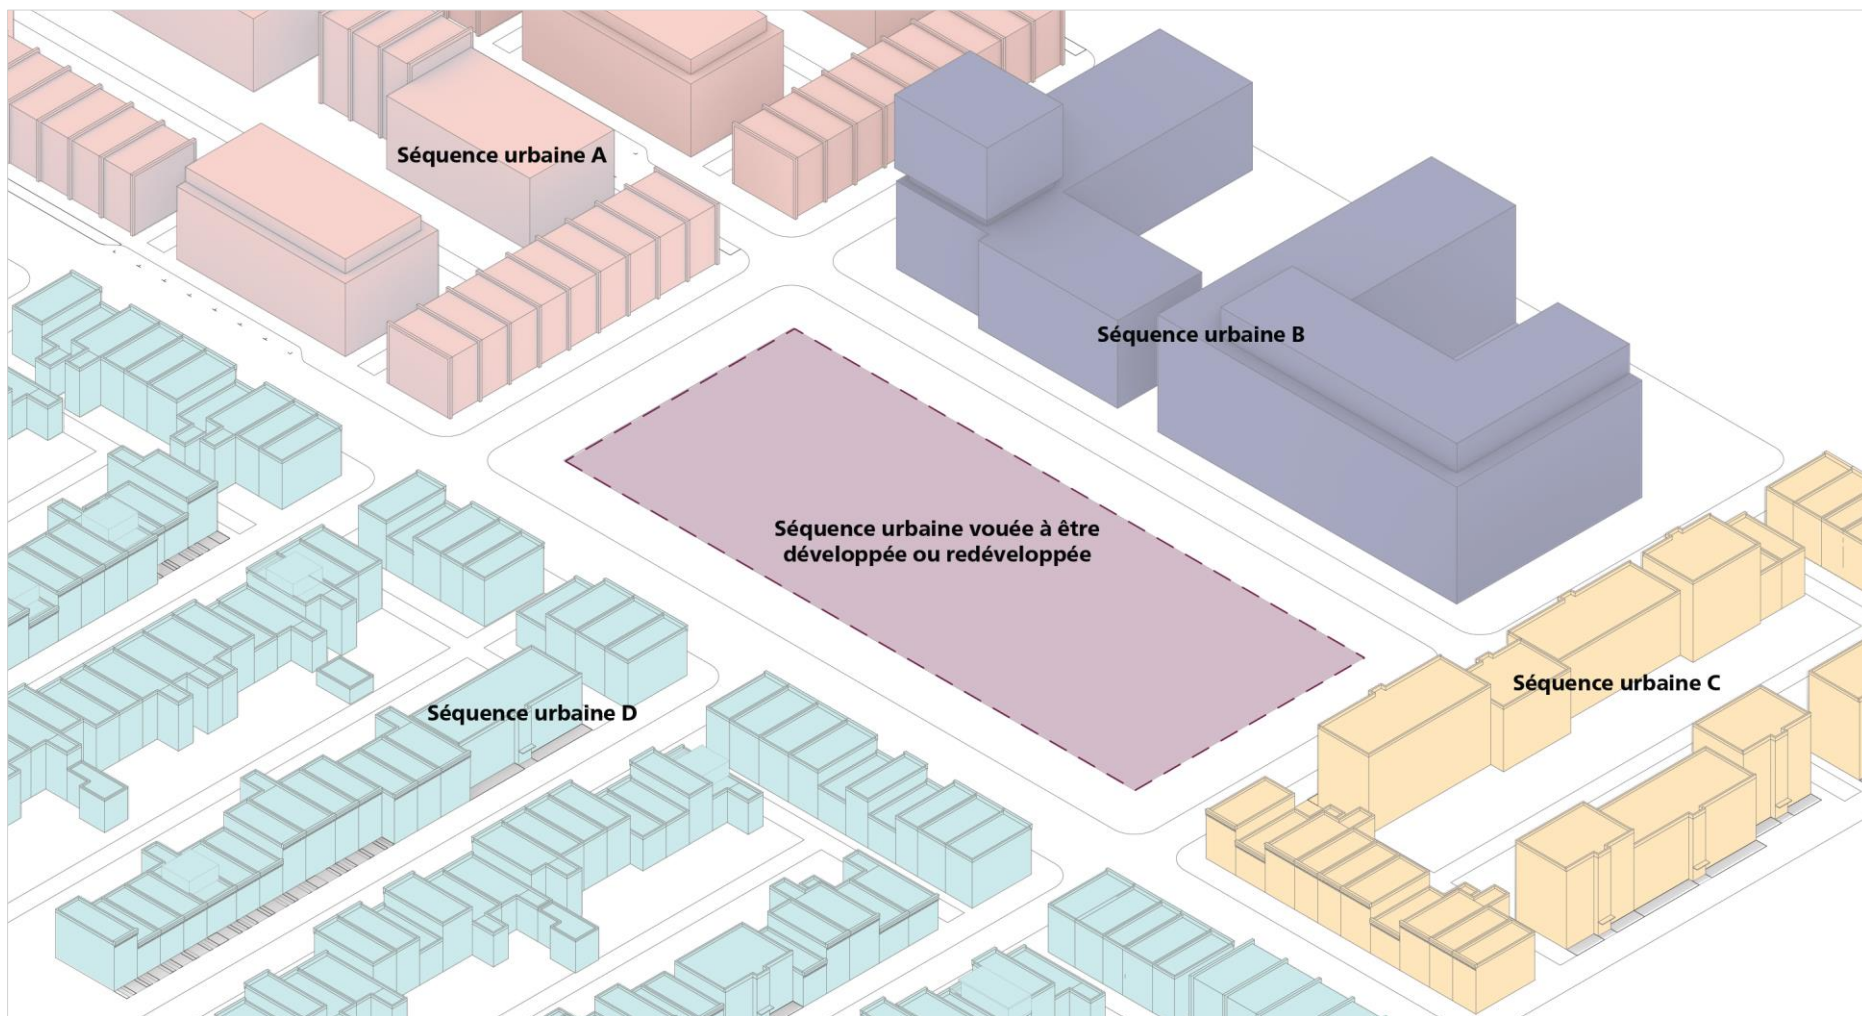 Séquence urbaine A
Séquence urbaine B
Séquence urbaine vouée à être
développée ou redéveloppée
Séquence urbaine C
Séquence urbaine D